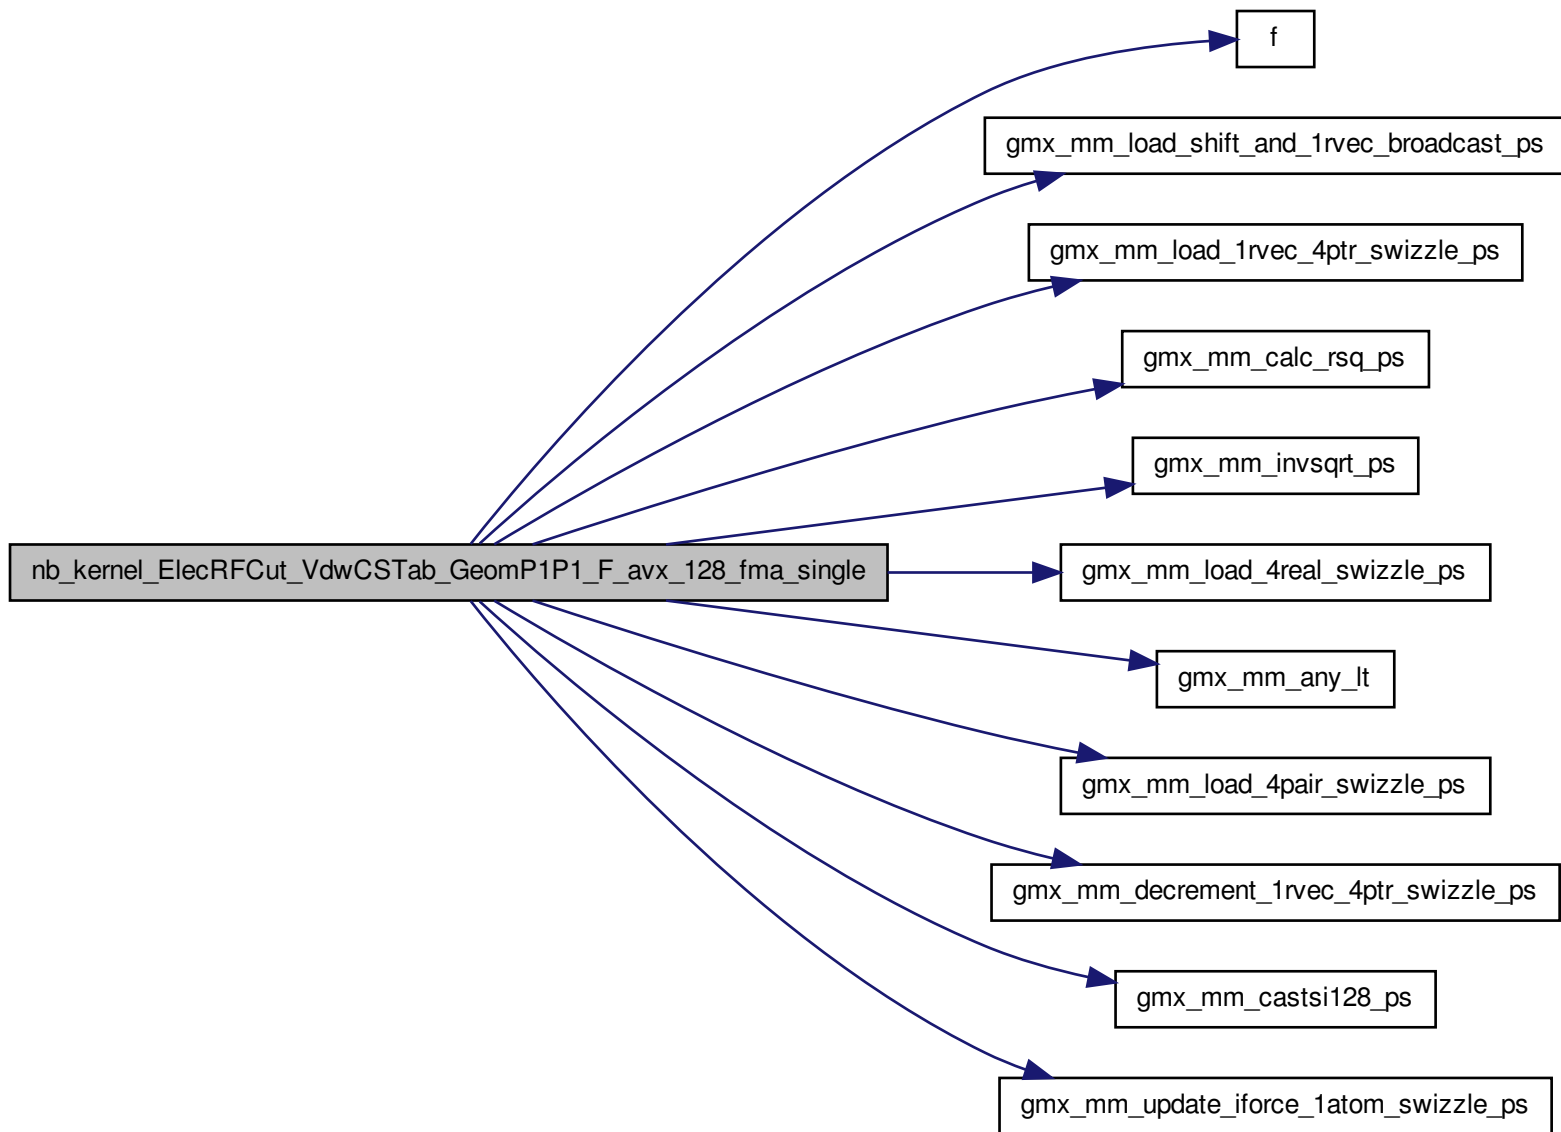 f
gmx_mm_load_shift_and_1rvec_broadcast_ps
gmx_mm_load_1rvec_4ptr_swizzle_ps
gmx_mm_calc_rsq_ps
gmx_mm_invsqrt_ps
nb_kernel_ElecRFCut_VdwCSTab_GeomP1P1_F_avx_128_fma_single
gmx_mm_load_4real_swizzle_ps
gmx_mm_any_lt
gmx_mm_load_4pair_swizzle_ps
gmx_mm_decrement_1rvec_4ptr_swizzle_ps
gmx_mm_castsi128_ps
gmx_mm_update_iforce_1atom_swizzle_ps